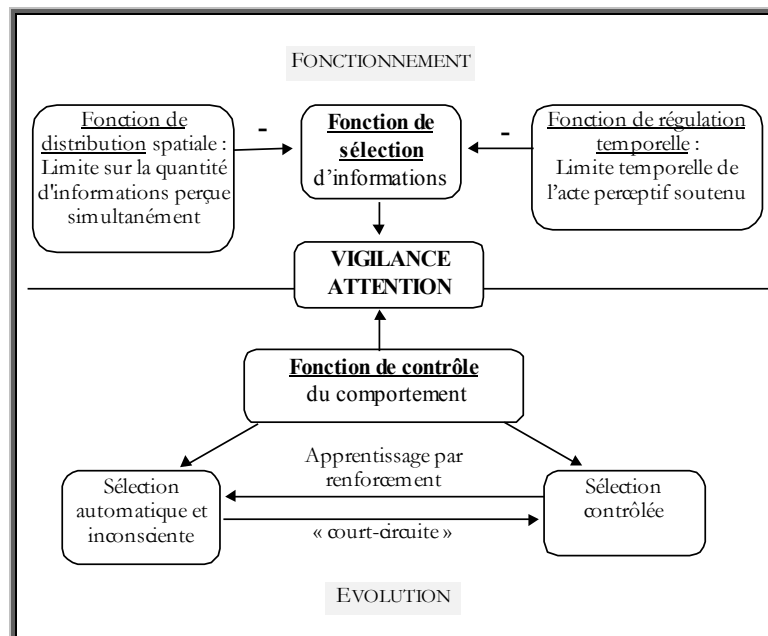 FONCTIONNEMENT
Fonction de
distribution spatiale :
Limite sur la quantité
d'informations perçue
simultanément
-
Fonction de
sélection
d’informations
-
Fonction de régulation
temporelle :
Limite temporelle de
l’acte perceptif soutenu
VIGILANCE
ATTENTION
Fonction de contrôle
du comportement
Apprentissage par
renforcement
Sélection
automatique et
inconsciente
« court-circuite »
Sélection
contrôlée
EVOLUTION